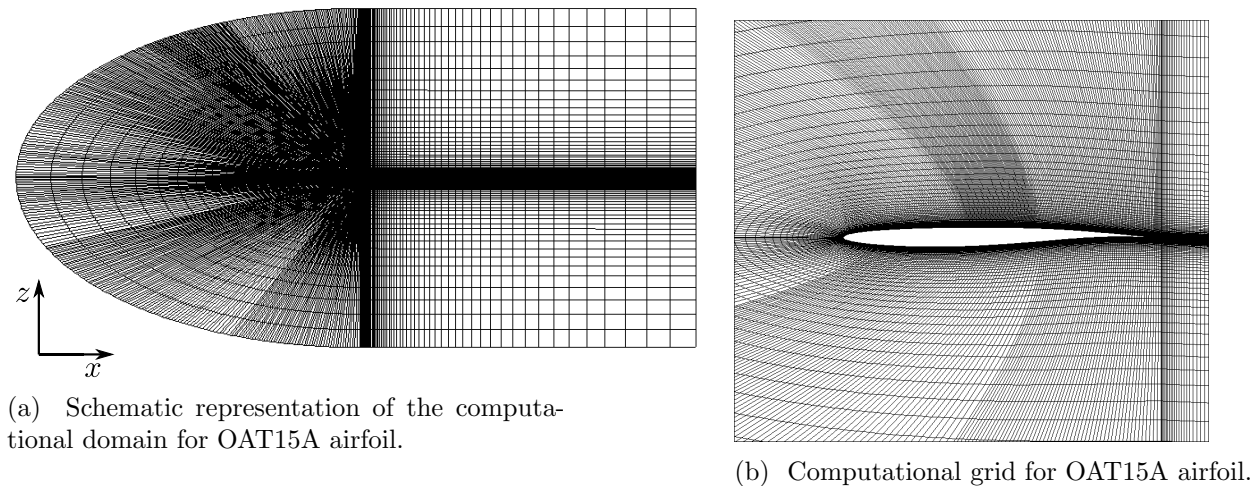 z
x
(a) Schematic representation of the computa-
tional domain for OAT15A airfoil.
(b) Computational grid for OAT15A airfoil.